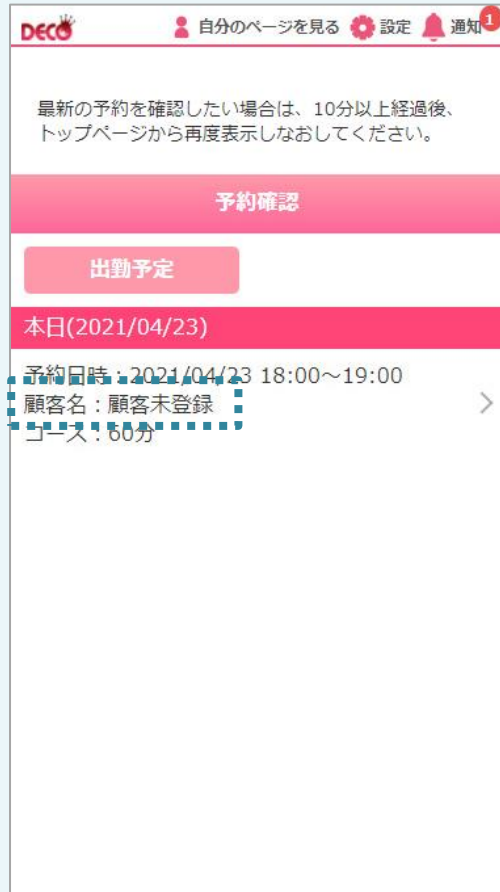 DECO 自分のページを見る 設定 通知 1
最新の予約を確認したい場合は、10分以上経過後、
トップページから再度表示しなおしてください。
予約確認
出勤予定
本日(2021/04/23)
予約日時：2021/04/23 18:00～19:00
顧客名：顧客未登録
コース：60分